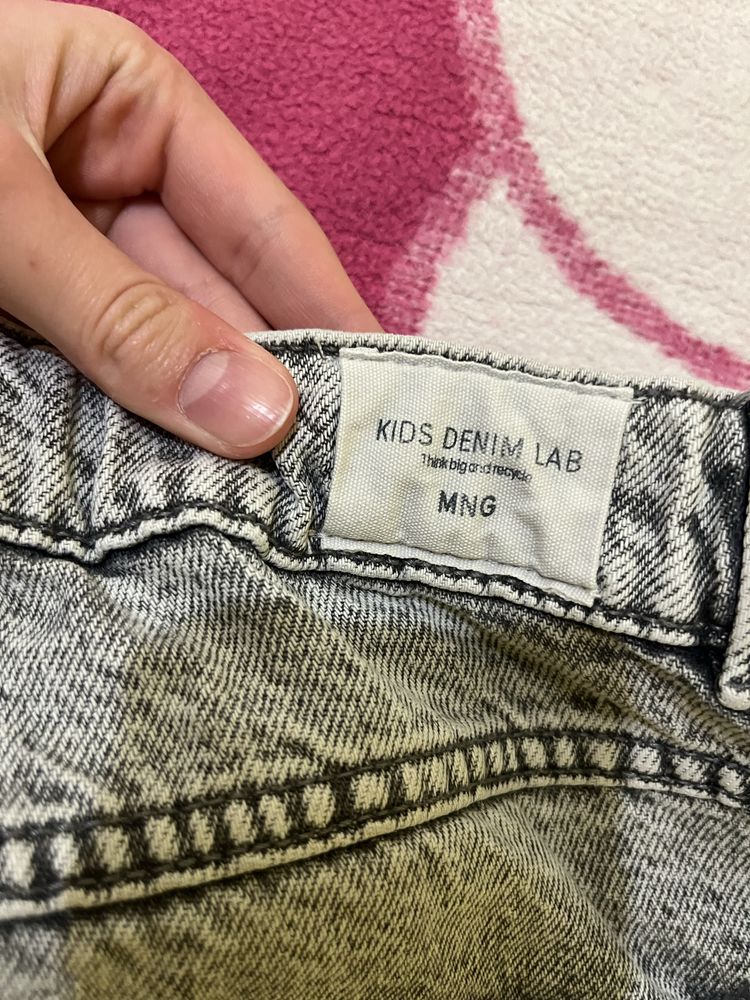 KIDS DENIM LAB
Think big and recycle
MNG